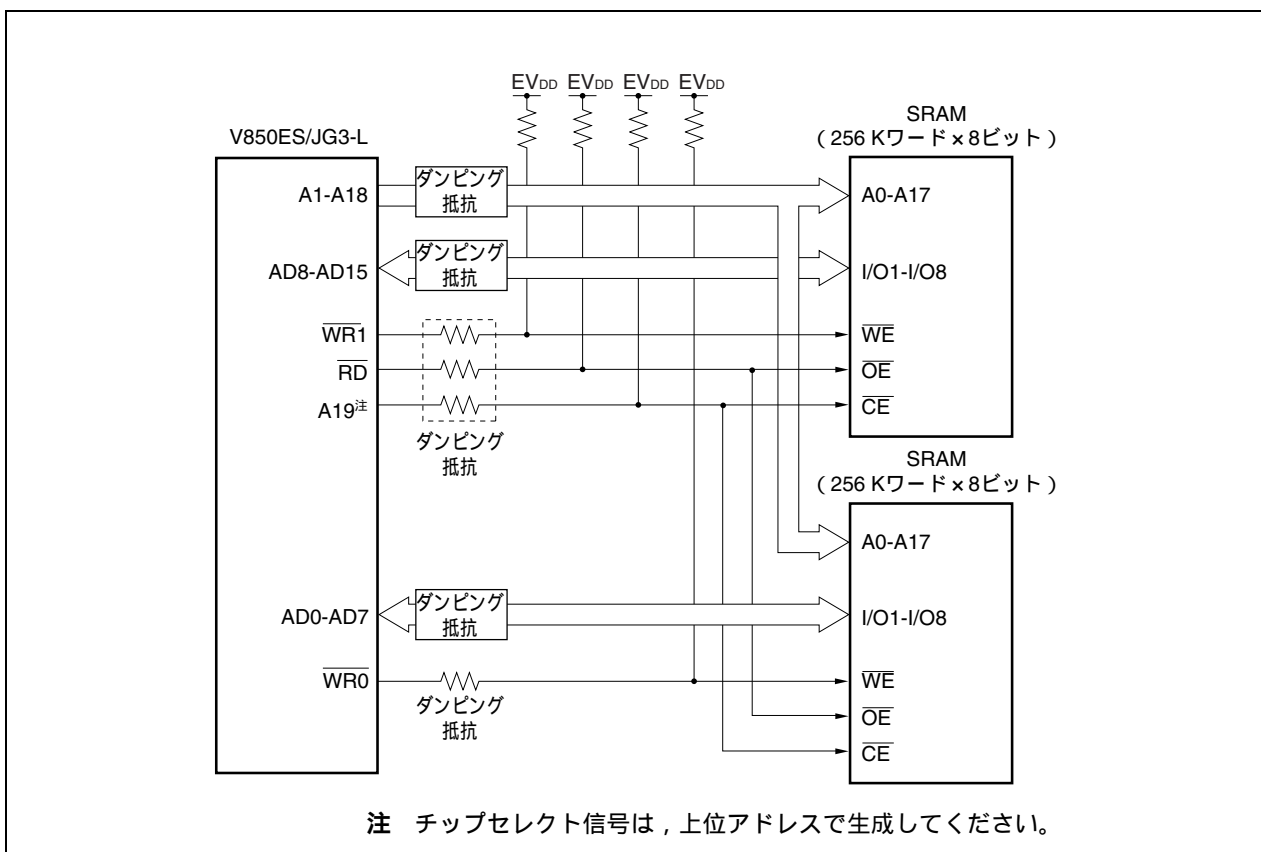 EVDD EVDD EVDD EVDD
V850ES/JG3-L
SRAM
（256 Kワード×8ビット）
A1-A18
ダンピング
抵抗
A0-A17
AD8-AD15
ダンピング
抵抗
I/O1-I/O8
WR1
WE
RD
OE
A19注
CE
ダンピング
抵抗
SRAM
（256 Kワード×8ビット）
A0-A17
AD0-AD7
ダンピング
抵抗
I/O1-I/O8
WR0
WE
ダンピング
抵抗
OE
CE
注 チップセレクト信号は，上位アドレスで生成してください。